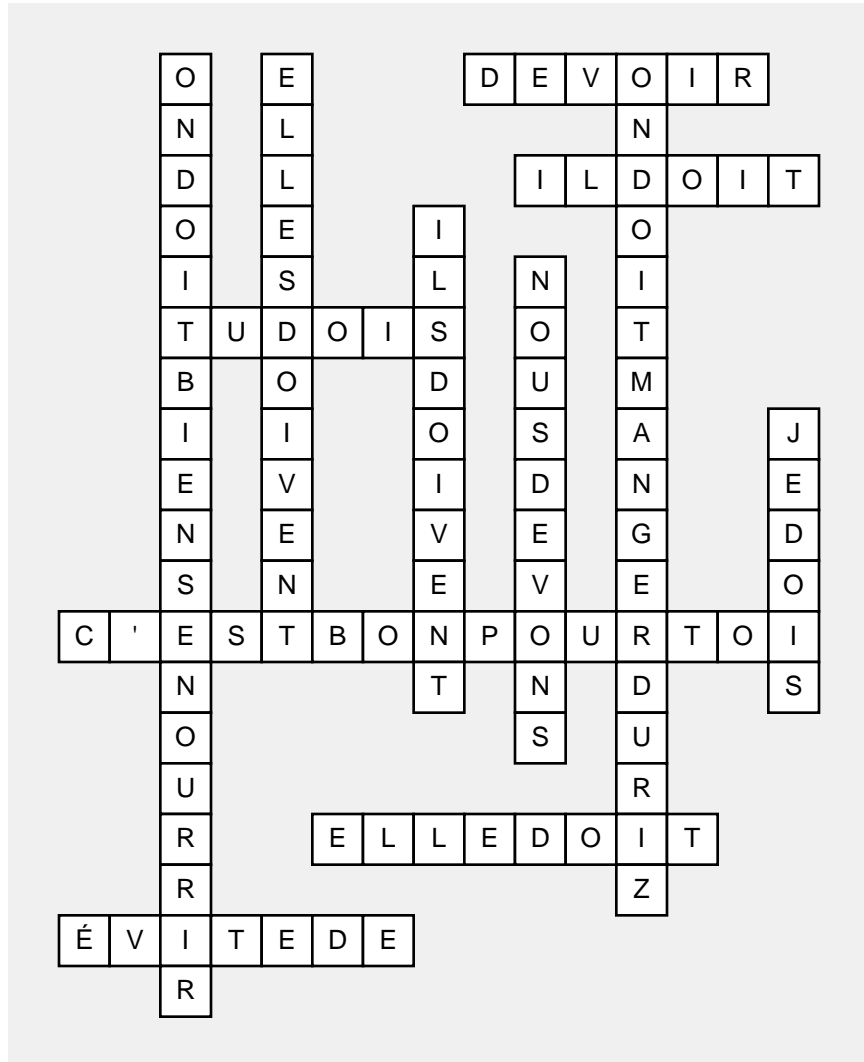 ONDOITBIENSENOURRIR
ELLESDOIVENT
DEVOIR
ONDOITMANGERDURIZ
ILDOIT
ILSDOIVENT
NOUSDEVONS
TUDOIS
JEDOIS
C'ESTBONPOURTOI
ELLEDOIT
ÉVITEDE